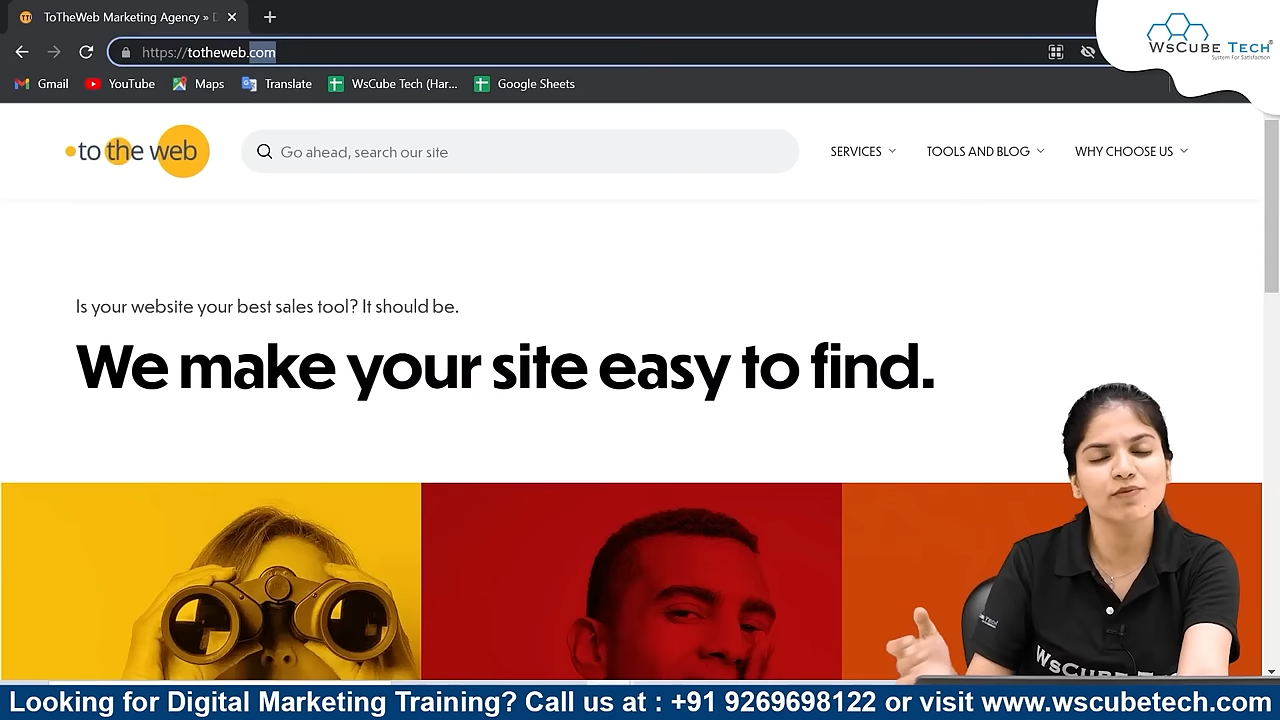 ToTheWeb Marketing Agency »
https://totheweb.com
Gmail
YouTube
Maps
Translate
WsCube Tech (Har...
Google Sheets
WsCube Tech®
System For Satisfaction
to the web
Go ahead, search our site
SERVICES
TOOLS AND BLOG
WHY CHOOSE US
Is your website your best sales tool? It should be.
We make your site easy to find.
WsCUBE TECH
Looking for Digital Marketing Training? Call us at : +91 9269698122 or visit www.wscubetech.com